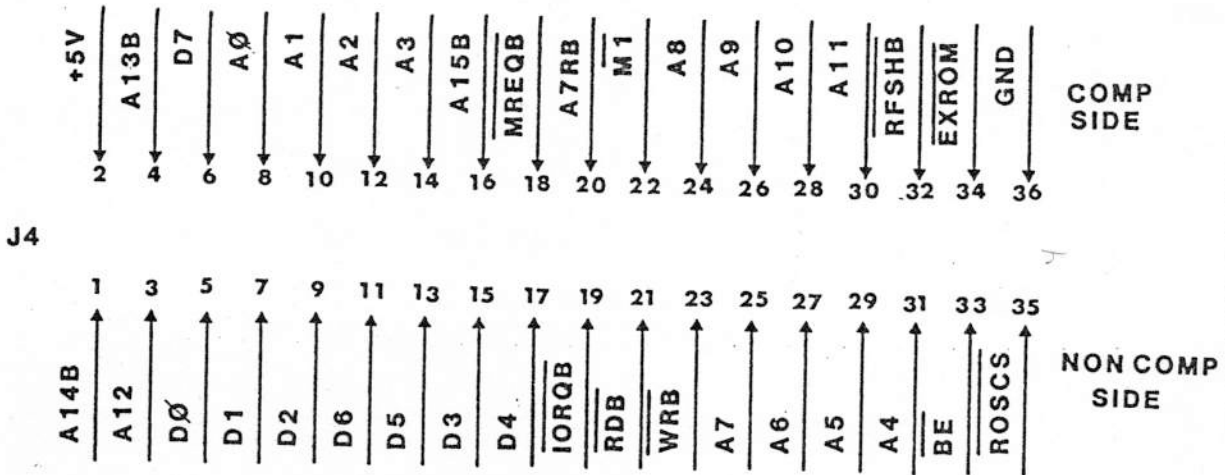 +5V A13B D7 AØ A1 A2 A3 A15B MREQB A7RB M1 A8 A9 A10 A11 RFSHB EXROM GND
COMP
SIDE
2 4 6 8 10 12 14 16 18 20 22 24 26 28 30 32 34 36
J4
1 3 5 7 9 11 13 15 17 19 21 23 25 27 29 31 33 35
A14B A12 DØ D1 D2 D6 D5 D3 D4 IORQB RDB WRB A7 A6 A5 A4 BE ROSCS
NON COMP
SIDE